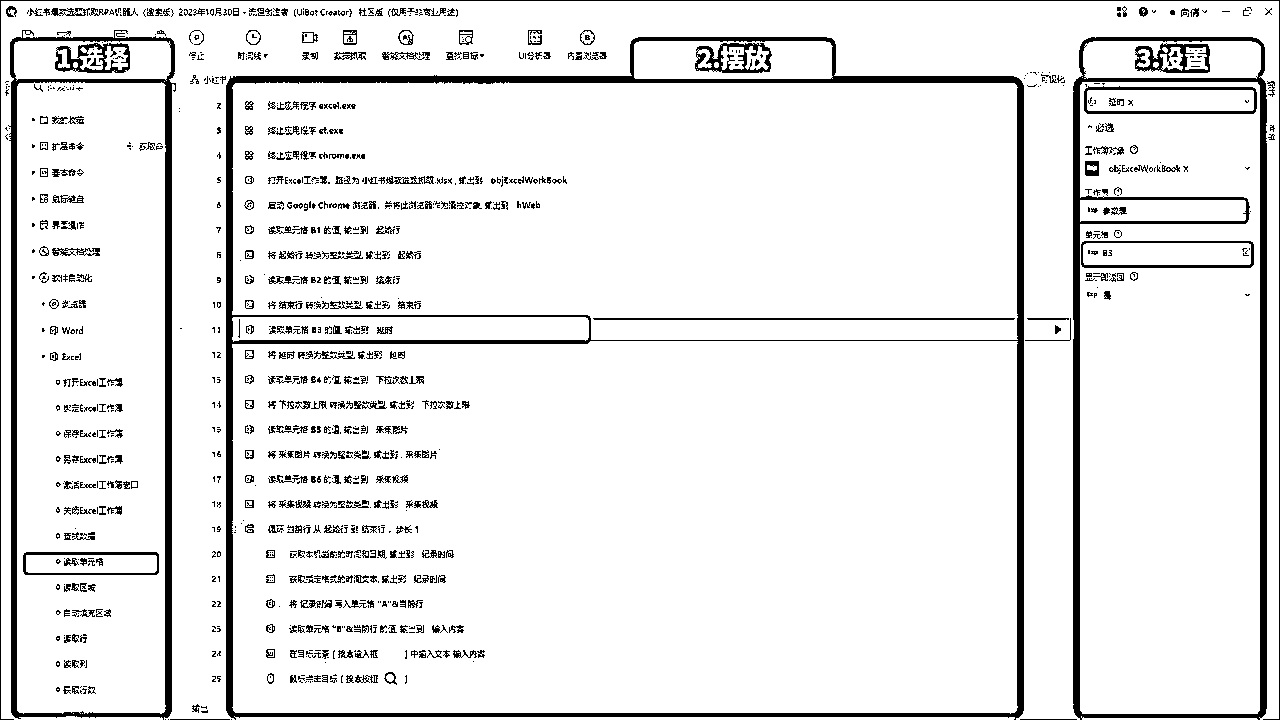 小红书爆款选题抓取RPA机器人（搜索版）2023年10月30日 - 流程创造者（UiBot Creator）社区版（仅用于非商业用途）
停止
时间线
录制
数据抓取
智能文档处理
查找目标
UI分析器
内置浏览器
1.选择
2.摆放
3.设置
小红书
可视化
我的收藏
扩展命令
获取命
基本命令
鼠标键盘
界面操作
智能文档处理
软件自动化
浏览器
Word
Excel
打开Excel工作簿
绑定Excel工作簿
保存Excel工作簿
另存Excel工作簿
激活Excel工作簿窗口
关闭Excel工作簿
查找数据
读取单元格
读取区域
自动填充区域
读取行
读取列
获取行数
2 终止应用程序 excel.exe
3 终止应用程序 et.exe
4 终止应用程序 chrome.exe
5 打开Excel工作簿，路径为 小红书爆款选题抓取.xlsx , 输出到 objExcelWorkBook
6 启动 Google Chrome 浏览器，并将此浏览器作为操控对象, 输出到 hWeb
7 读取单元格 B1 的值, 输出到 起始行
8 将 起始行 转换为整数类型, 输出到 起始行
9 读取单元格 B2 的值, 输出到 结束行
10 将 结束行 转换为整数类型, 输出到 结束行
11 读取单元格 B3 的值, 输出到 延时
12 将 延时 转换为整数类型, 输出到 延时
13 读取单元格 B4 的值, 输出到 下拉次数上限
14 将 下拉次数上限 转换为整数类型, 输出到 下拉次数上限
15 读取单元格 B5 的值, 输出到 采集图片
16 将 采集图片 转换为整数类型, 输出到 采集图片
17 读取单元格 B6 的值, 输出到 采集视频
18 将 采集视频 转换为整数类型, 输出到 采集视频
19 循环 当前行 从 起始行 到 结束行 , 步长 1
20 获取本机当前的时间和日期, 输出到 记录时间
21 获取指定格式的时间文本, 输出到 记录时间
22 将 记录时间 写入单元格 "A"&当前行
23 读取单元格 "B"&当前行 的值, 输出到 输入内容
24 在目标元素 [ 搜索输入框 ] 中输入文本 输入内容
25 鼠标点击目标 [ 搜索按钮 ]
输出
延时 X
必选
工作簿对象
objExcelWorkBook X
工作表
Exp 参数表
单元格
Exp B3
显示即返回
Exp 是